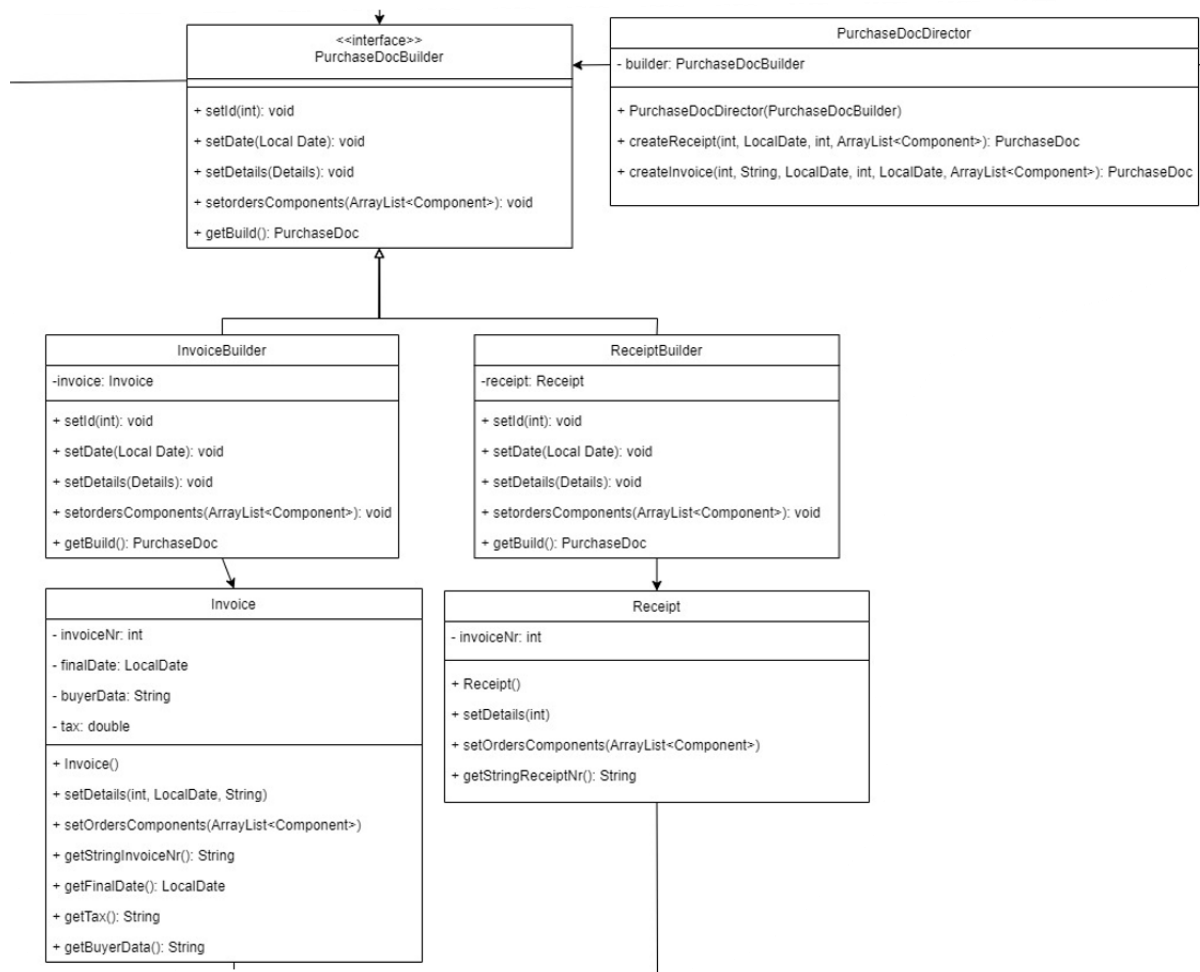 <<interface>>
PurchaseDocBuilder
+ setId(int): void
+ setDate(Local Date): void
+ setDetails(Details): void
+ setordersComponents(ArrayList<Component>): void
+ getBuild(): PurchaseDoc
PurchaseDocDirector
- builder: PurchaseDocBuilder
+ PurchaseDocDirector(PurchaseDocBuilder)
+ createReceipt(int, LocalDate, int, ArrayList<Component>): PurchaseDoc
+ createInvoice(int, String, LocalDate, int, LocalDate, ArrayList<Component>): PurchaseDoc
InvoiceBuilder
-invoice: Invoice
+ setId(int): void
+ setDate(Local Date): void
+ setDetails(Details): void
+ setordersComponents(ArrayList<Component>): void
+ getBuild(): PurchaseDoc
ReceiptBuilder
-receipt: Receipt
+ setId(int): void
+ setDate(Local Date): void
+ setDetails(Details): void
+ setordersComponents(ArrayList<Component>): void
+ getBuild(): PurchaseDoc
Invoice
- invoiceNr: int
- finalDate: LocalDate
- buyerData: String
- tax: double
+ Invoice()
+ setDetails(int, LocalDate, String)
+ setOrdersComponents(ArrayList<Component>)
+ getStringInvoiceNr(): String
+ getFinalDate(): LocalDate
+ getTax(): String
+ getBuyerData(): String
Receipt
- invoiceNr: int
+ Receipt()
+ setDetails(int)
+ setOrdersComponents(ArrayList<Component>)
+ getStringReceiptNr(): String